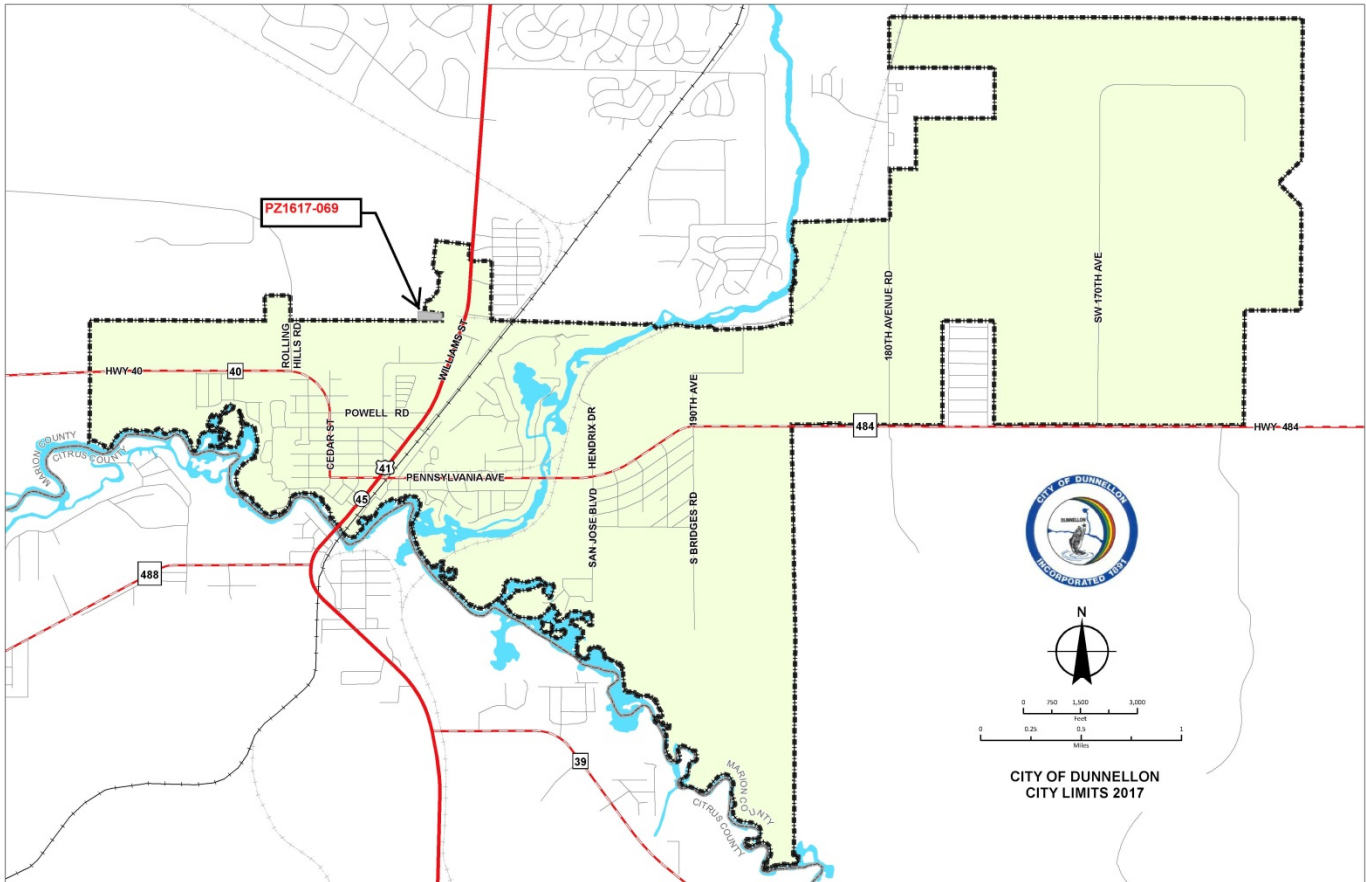 PZ1617-069
ROLLING
HILLS RD
WILLIAMS ST
HWY 40
40
POWELL RD
CEDAR ST
41
PENNSYLVANIA AVE
45
MARION COUNTY
CITRUS COUNTY
488
SAN JOSE BLVD
HENDRIX DR
190TH AVE
S BRIDGES RD
180TH AVENUE RD
SW 170TH AVE
484
HWY 484
39
MARION COUNTY
CITRUS COUNTY
CITY OF DUNNELLON
DUNNELLON
INCORPORATED 1891
N
0 750 1,500 3,000
Feet
0 0.25 0.5 1
Miles
CITY OF DUNNELLON
CITY LIMITS 2017